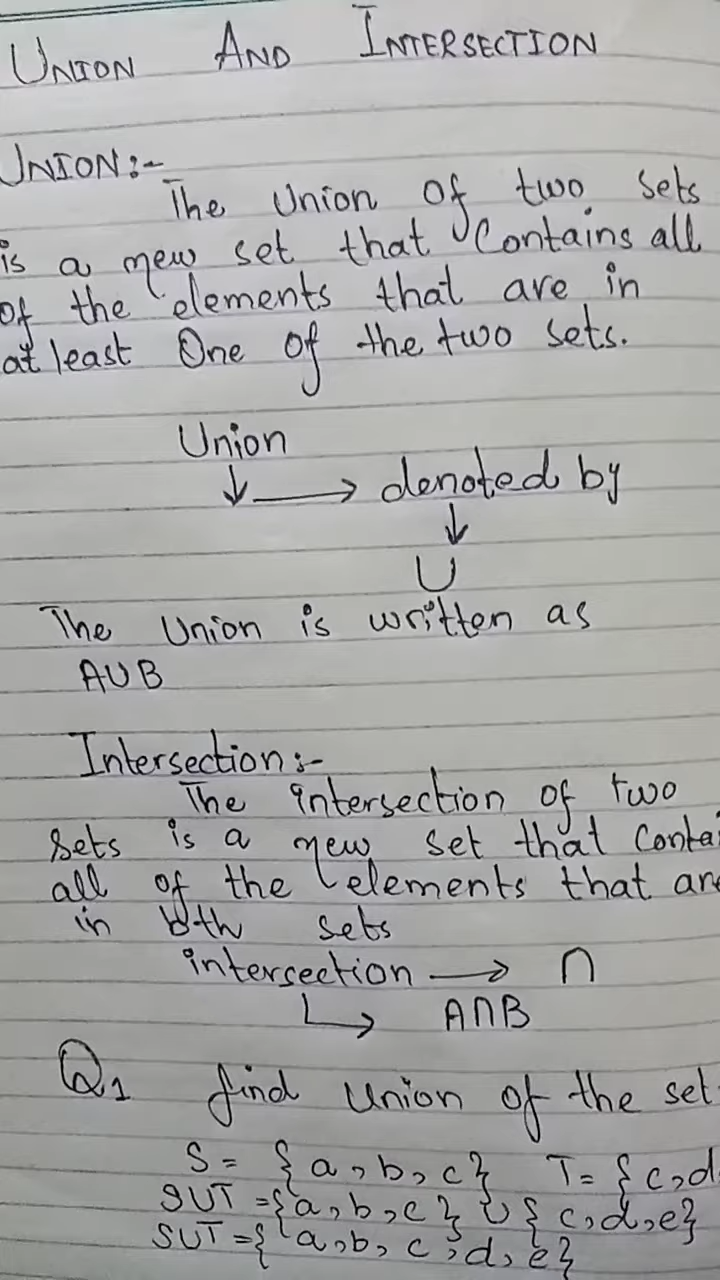 UNION AND INTERSECTION
UNION:-
The Union of two sets
is a new set that Contains all
of the elements that are in
at least One of the two sets.
Union
↓ → denoted by
↓
U
The Union is written as
AUB
Intersection:-
The intersection of two
Sets is a new set that Contai
all of the elements that are
in both sets
intersection → ∩
↳ A∩B
Q1 find union of the set
S = {a, b, c} T = {c, d
SUT = {a, b, c} U {c, d, e}
SUT = {a, b, c, d, e}